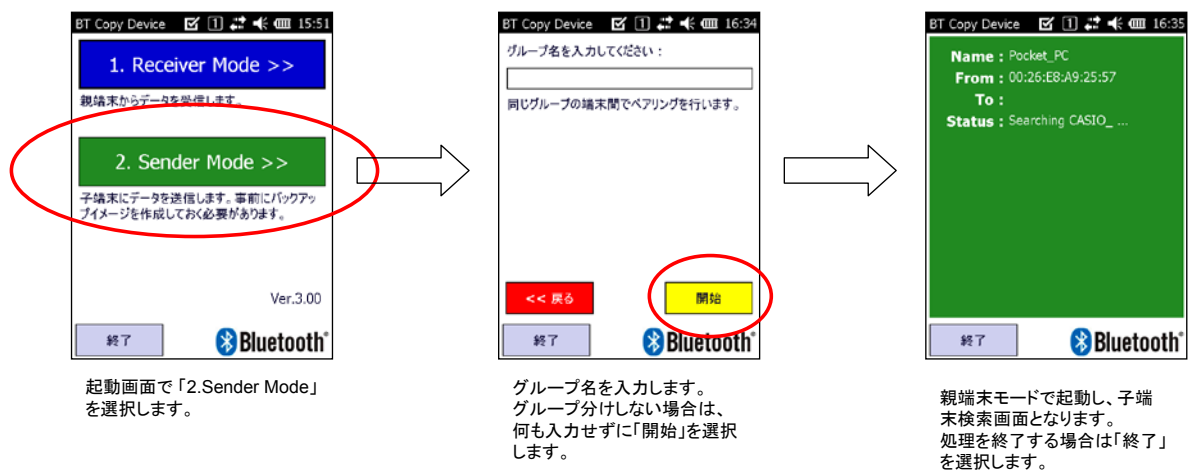 BT Copy Device 1 15:51
1. Receiver Mode >>
親端末からデータを受信します。
2. Sender Mode >>
子端末にデータを送信します。事前にバックアッ
プイメージを作成しておく必要があります。
Ver.3.00
終了
Bluetooth®
起動画面で「2.Sender Mode」
を選択します。
BT Copy Device 1 16:34
グループ名を入力してください：
同じグループの端末間でペアリングを行います。
<< 戻る
開始
終了
Bluetooth®
グループ名を入力します。
グループ分けしない場合は、
何も入力せずに「開始」を選択
します。
BT Copy Device 1 16:35
Name : Pocket_PC
From : 00:26:E8:A9:25:57
To :
Status : Searching CASIO_ ...
終了
Bluetooth®
親端末モードで起動し、子端
末検索画面となります。
処理を終了する場合は「終了」
を選択します。